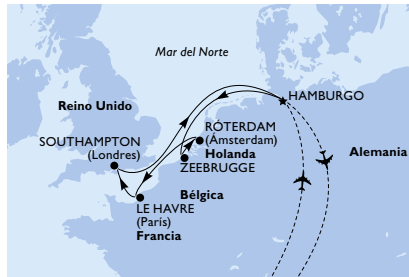 Mar del Norte
HAMBURGO
Reino Unido
RÓTERDAM
(Ámsterdam)
SOUTHAMPTON
(Londres)
Holanda
Alemania
ZEEBRUGGE
Bélgica
LE HAVRE
(París)
Francia